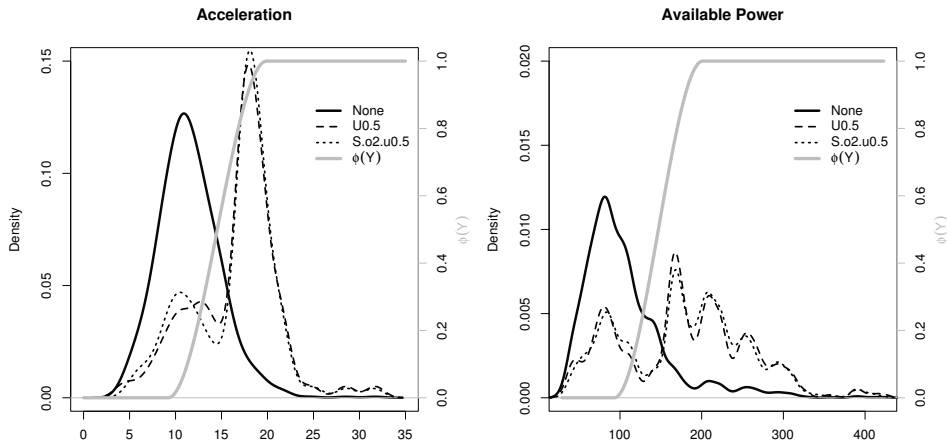 Acceleration
Density
0.00 0.05 0.10 0.15
0 5 10 15 20 25 30 35
0.0 0.2 0.4 0.6 0.8 1.0
ϕ(Y)
None
U0.5
S.o2.u0.5
ϕ(Y)
Available Power
Density
0.000 0.005 0.010 0.015 0.020
100 200 300 400
0.0 0.2 0.4 0.6 0.8 1.0
ϕ(Y)
None
U0.5
S.o2.u0.5
ϕ(Y)